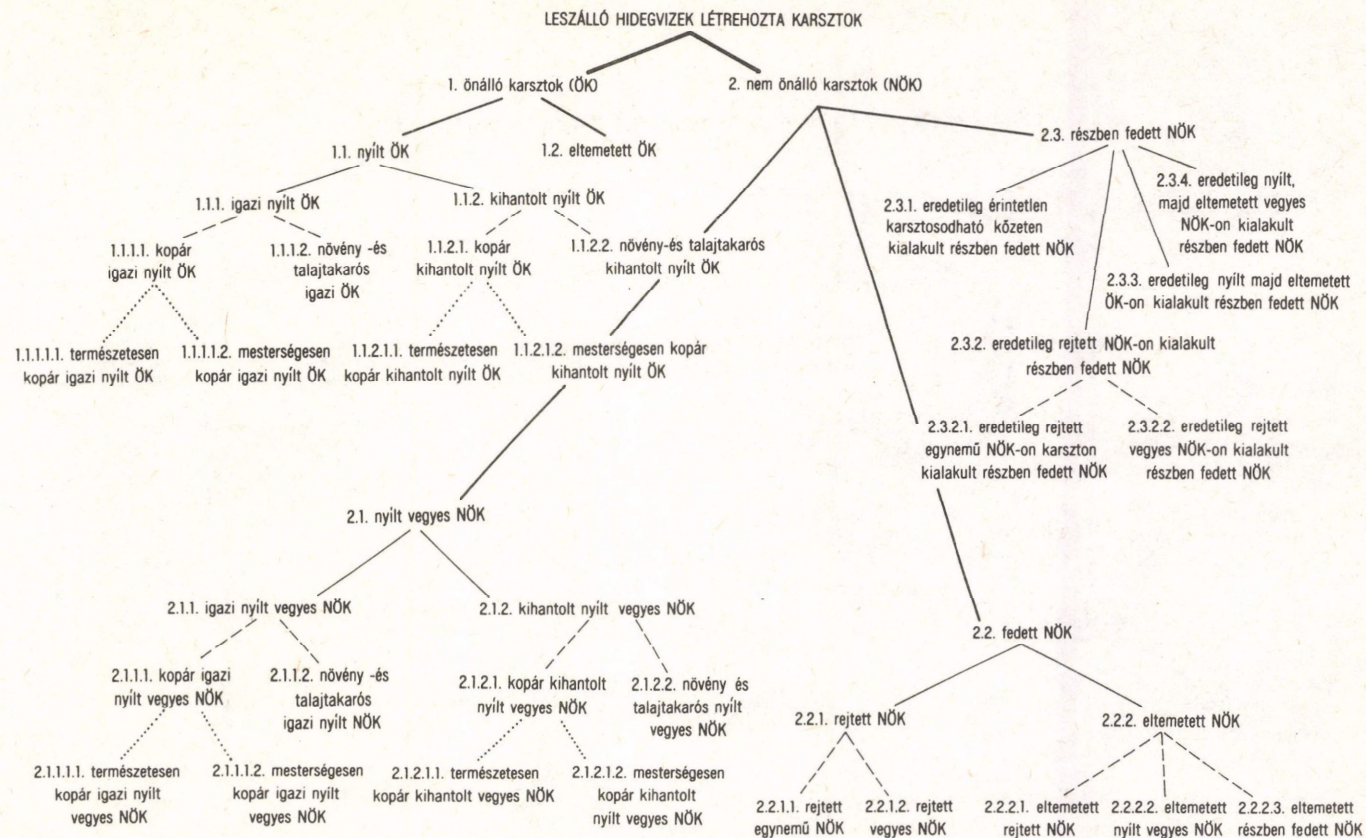 LESZÁLLÓ HIDEGVIZEK LÉTREHOZTA KARSZTOK
1. önálló karsztok (ÖK)
2. nem önálló karsztok (NÖK)
1.1. nyílt ÖK
1.2. eltemetett ÖK
2.3. részben fedett NÖK
1.1.1. igazi nyílt ÖK
1.1.2. kihantolt nyílt ÖK
2.3.1. eredetileg érintetlen
karsztosodható kőzeten
kialakult részben fedett NÖK
2.3.4. eredetileg nyílt,
majd eltemetett vegyes
NÖK-on kialakult
részben fedett NÖK
1.1.1.1. kopár
igazi nyílt ÖK
1.1.1.2. növény -és
talajtakarós
igazi ÖK
1.1.2.1. kopár
kihantolt nyílt ÖK
1.1.2.2. növény-és talajtakarós
kihantolt nyílt ÖK
2.3.3. eredetileg nyílt majd eltemetett
ÖK-on kialakult részben fedett NÖK
1.1.1.1.1. természetesen
kopár igazi nyílt ÖK
1.1.1.1.2. mesterségesen
kopár igazi nyílt ÖK
1.1.2.1.1. természetesen
kopár kihantolt nyílt ÖK
1.1.2.1.2. mesterségesen kopár
kihantolt nyílt ÖK
2.3.2. eredetileg rejtett NÖK-on kialakult
részben fedett NÖK
2.3.2.1. eredetileg rejtett
egynemű NÖK-on karszton
kialakult részben fedett NÖK
2.3.2.2. eredetileg rejtett
vegyes NÖK-on kialakult
részben fedett NÖK
2.1. nyílt vegyes NÖK
2.1.1. igazi nyílt vegyes NÖK
2.1.2. kihantolt nyílt vegyes NÖK
2.2. fedett NÖK
2.1.1.1. kopár igazi
nyílt vegyes NÖK
2.1.1.2. növény -és
talajtakarós
igazi nyílt NÖK
2.1.2.1. kopár kihantolt
nyílt vegyes NÖK
2.1.2.2. növény és
talajtakarós nyílt
vegyes NÖK
2.2.1. rejtett NÖK
2.2.2. eltemetett NÖK
2.1.1.1.1. természetesen
kopár igazi nyílt
vegyes NÖK
2.1.1.1.2. mesterségesen
kopár igazi nyílt
vegyes NÖK
2.1.2.1.1. természetesen
kopár kihantolt vegyes NÖK
2.1.2.1.2. mesterségesen
kopár kihantolt
nyílt vegyes NÖK
2.2.1.1. rejtett
egynemű NÖK
2.2.1.2. rejtett
vegyes NÖK
2.2.2.1. eltemetett
rejtett NÖK
2.2.2.2. eltemetett
nyílt vegyes NÖK
2.2.2.3. eltemetett
részben fedett NÖK